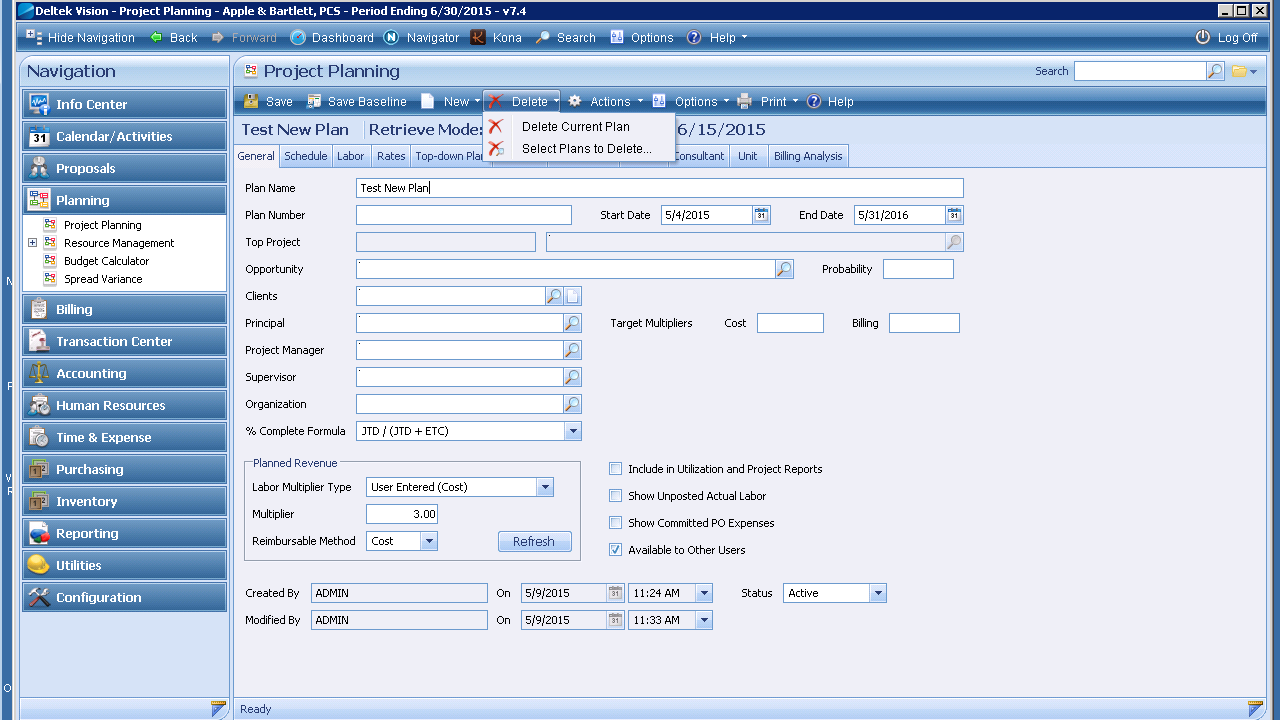 Deltek Vision - Project Planning - Apple & Bartlett, PCS - Period Ending 6/30/2015 - v7.4
Hide Navigation Back Forward Dashboard Navigator Kona Search Options Help Log Off
Navigation
Info Center
31 Calendar/Activities
Proposals
Planning
Project Planning
Resource Management
Budget Calculator
Spread Variance
Billing
Transaction Center
Accounting
Human Resources
Time & Expense
Purchasing
Inventory
Reporting
Utilities
Configuration
Project Planning Search
Save Save Baseline New Delete Actions Options Print Help
Delete Current Plan
Select Plans to Delete...
Test New Plan Retrieve Mode: 6/15/2015
General Schedule Labor Rates Top-down Plan Consultant Unit Billing Analysis
Plan Name Test New Plan
Plan Number Start Date 5/4/2015 End Date 5/31/2016
Top Project
Opportunity Probability
Clients
Principal Target Multipliers Cost Billing
Project Manager
Supervisor
Organization
% Complete Formula JTD / (JTD + ETC)
Planned Revenue
Labor Multiplier Type User Entered (Cost)
Multiplier 3.00
Reimbursable Method Cost Refresh
Include in Utilization and Project Reports
Show Unposted Actual Labor
Show Committed PO Expenses
Available to Other Users
Created By ADMIN On 5/9/2015 11:24 AM Status Active
Modified By ADMIN On 5/9/2015 11:33 AM
Ready